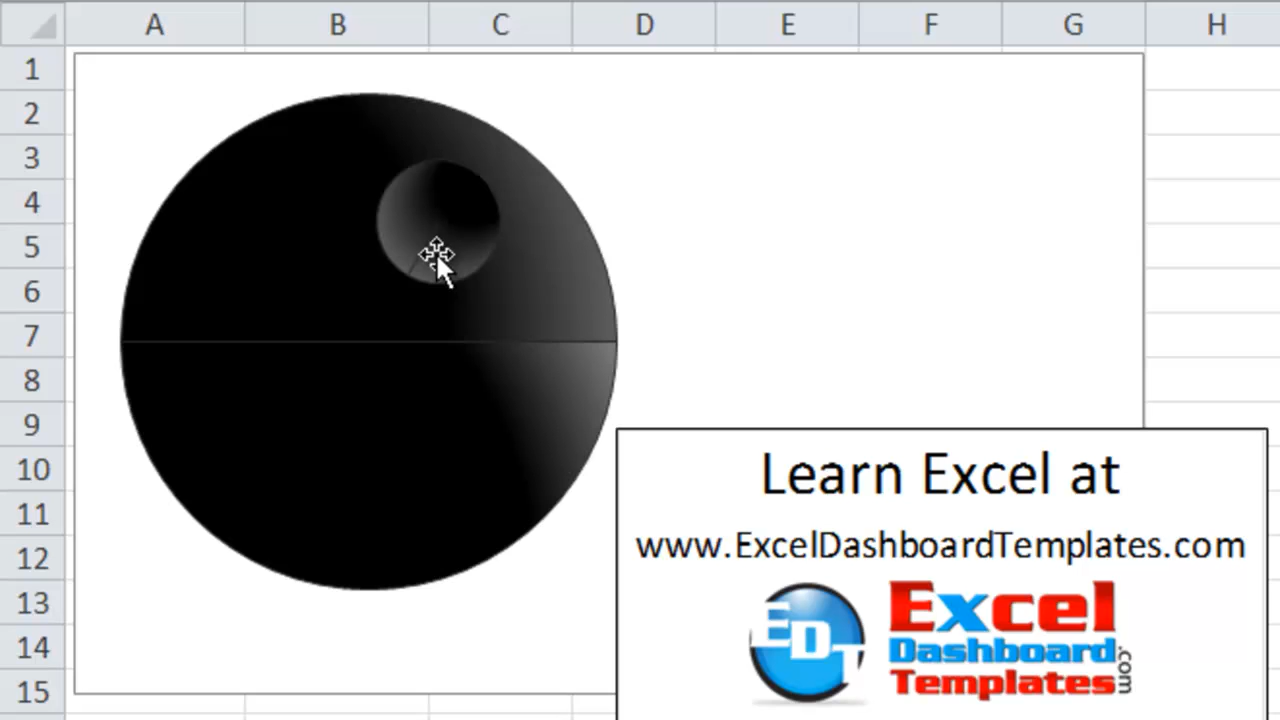 A B C D E F G H
1
2
3
4
5
6
7
8
9
10
11
12
13
14
15
Learn Excel at
www.ExcelDashboardTemplates.com
EDT
Excel
Dashboard
Templates
.com